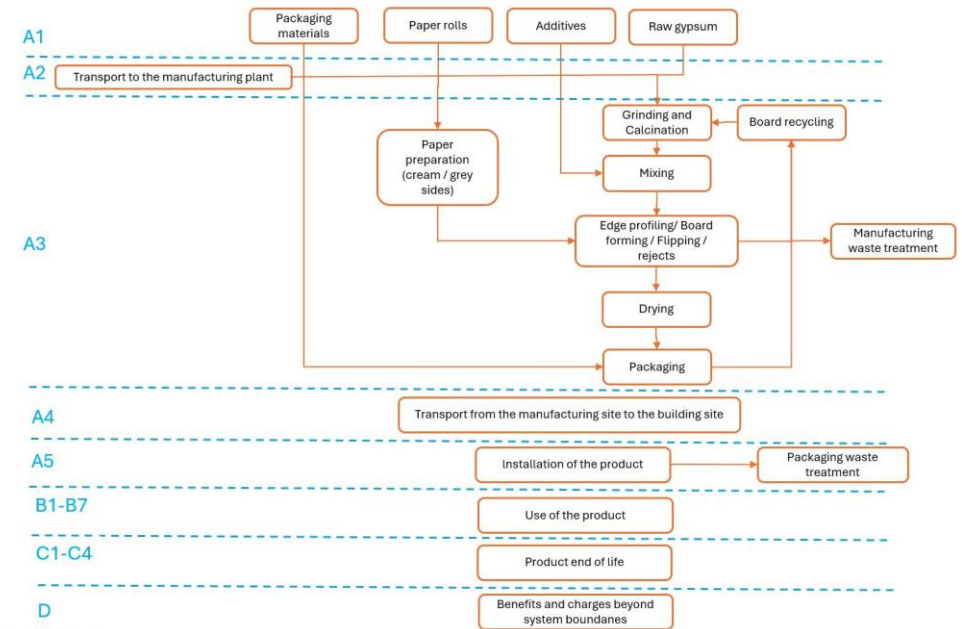 A1
Packaging
materials
Paper rolls
Additives
Raw gypsum
A2
Transport to the manufacturing plant
A3
Grinding and
Calcination
Board recycling
Paper
preparation
(cream / grey
sides)
Mixing
Edge profiling/ Board
forming / Flipping /
rejects
Manufacturing
waste treatment
Drying
Packaging
A4
Transport from the manufacturing site to the building site
A5
Installation of the product
Packaging waste
treatment
B1-B7
Use of the product
C1-C4
Product end of life
D
Benefits and charges beyond
system boundanes